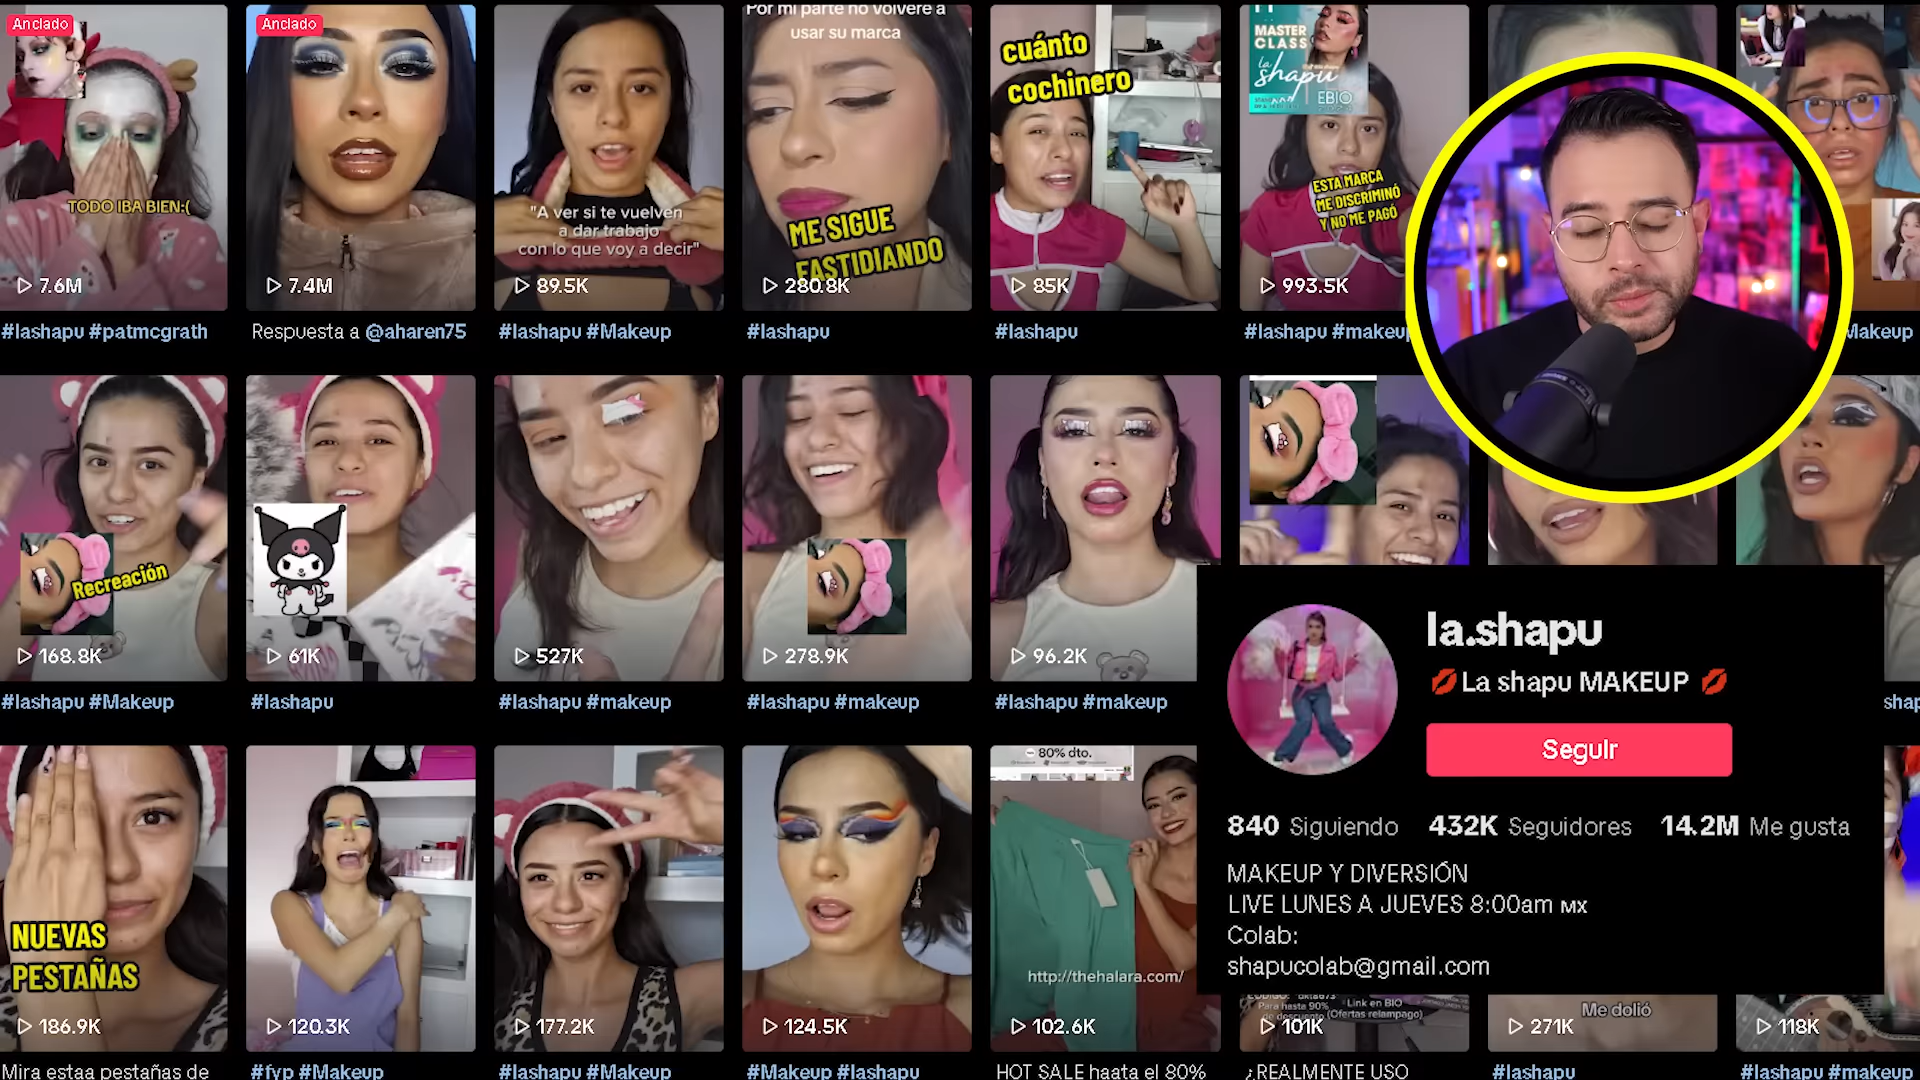 Anclado
TODO IBA BIEN:(
7.6M
#lashapu #patmcgrath
Anclado
7.4M
Respuesta a @aharen75
"A ver si te vuelven
a dar trabajo
con lo que voy a decir"
89.5K
#lashapu #Makeup
Por mi parte no volveré a
usar su marca
ME SIGUE
FASTIDIANDO
280.8K
#lashapu
cuánto
cochinero
85K
#lashapu
MASTER
CLASS
la
shapu
EBIO
ESTA MARCA
ME DISCRIMINÓ
Y NO ME PAGÓ
993.5K
#lashapu #makeup
Makeup
Recreación
168.8K
#lashapu #Makeup
61K
#lashapu
527K
#lashapu #makeup
278.9K
#lashapu #makeup
96.2K
#lashapu #makeup
la.shapu
La shapu MAKEUP
Seguir
840 Siguiendo 432K Seguidores 14.2M Me gusta
MAKEUP Y DIVERSIÓN
LIVE LUNES A JUEVES 8:00am MX
Colab:
shapucolab@gmail.com
NUEVAS
PESTAÑAS
186.9K
Mira estaa pestañas de
120.3K
#fyp #Makeup
177.2K
#lashapu #Makeup
124.5K
#Makeup #lashapu
80% dto.
http://thehalara.com/
102.6K
HOT SALE haata el 80%
Link en BIO
Para hasta 90%
de descuento (Ofertas relampago)
101K
¿REALMENTE USO
Me dolió
271K
#lashapu
118K
#lashapu #makeup